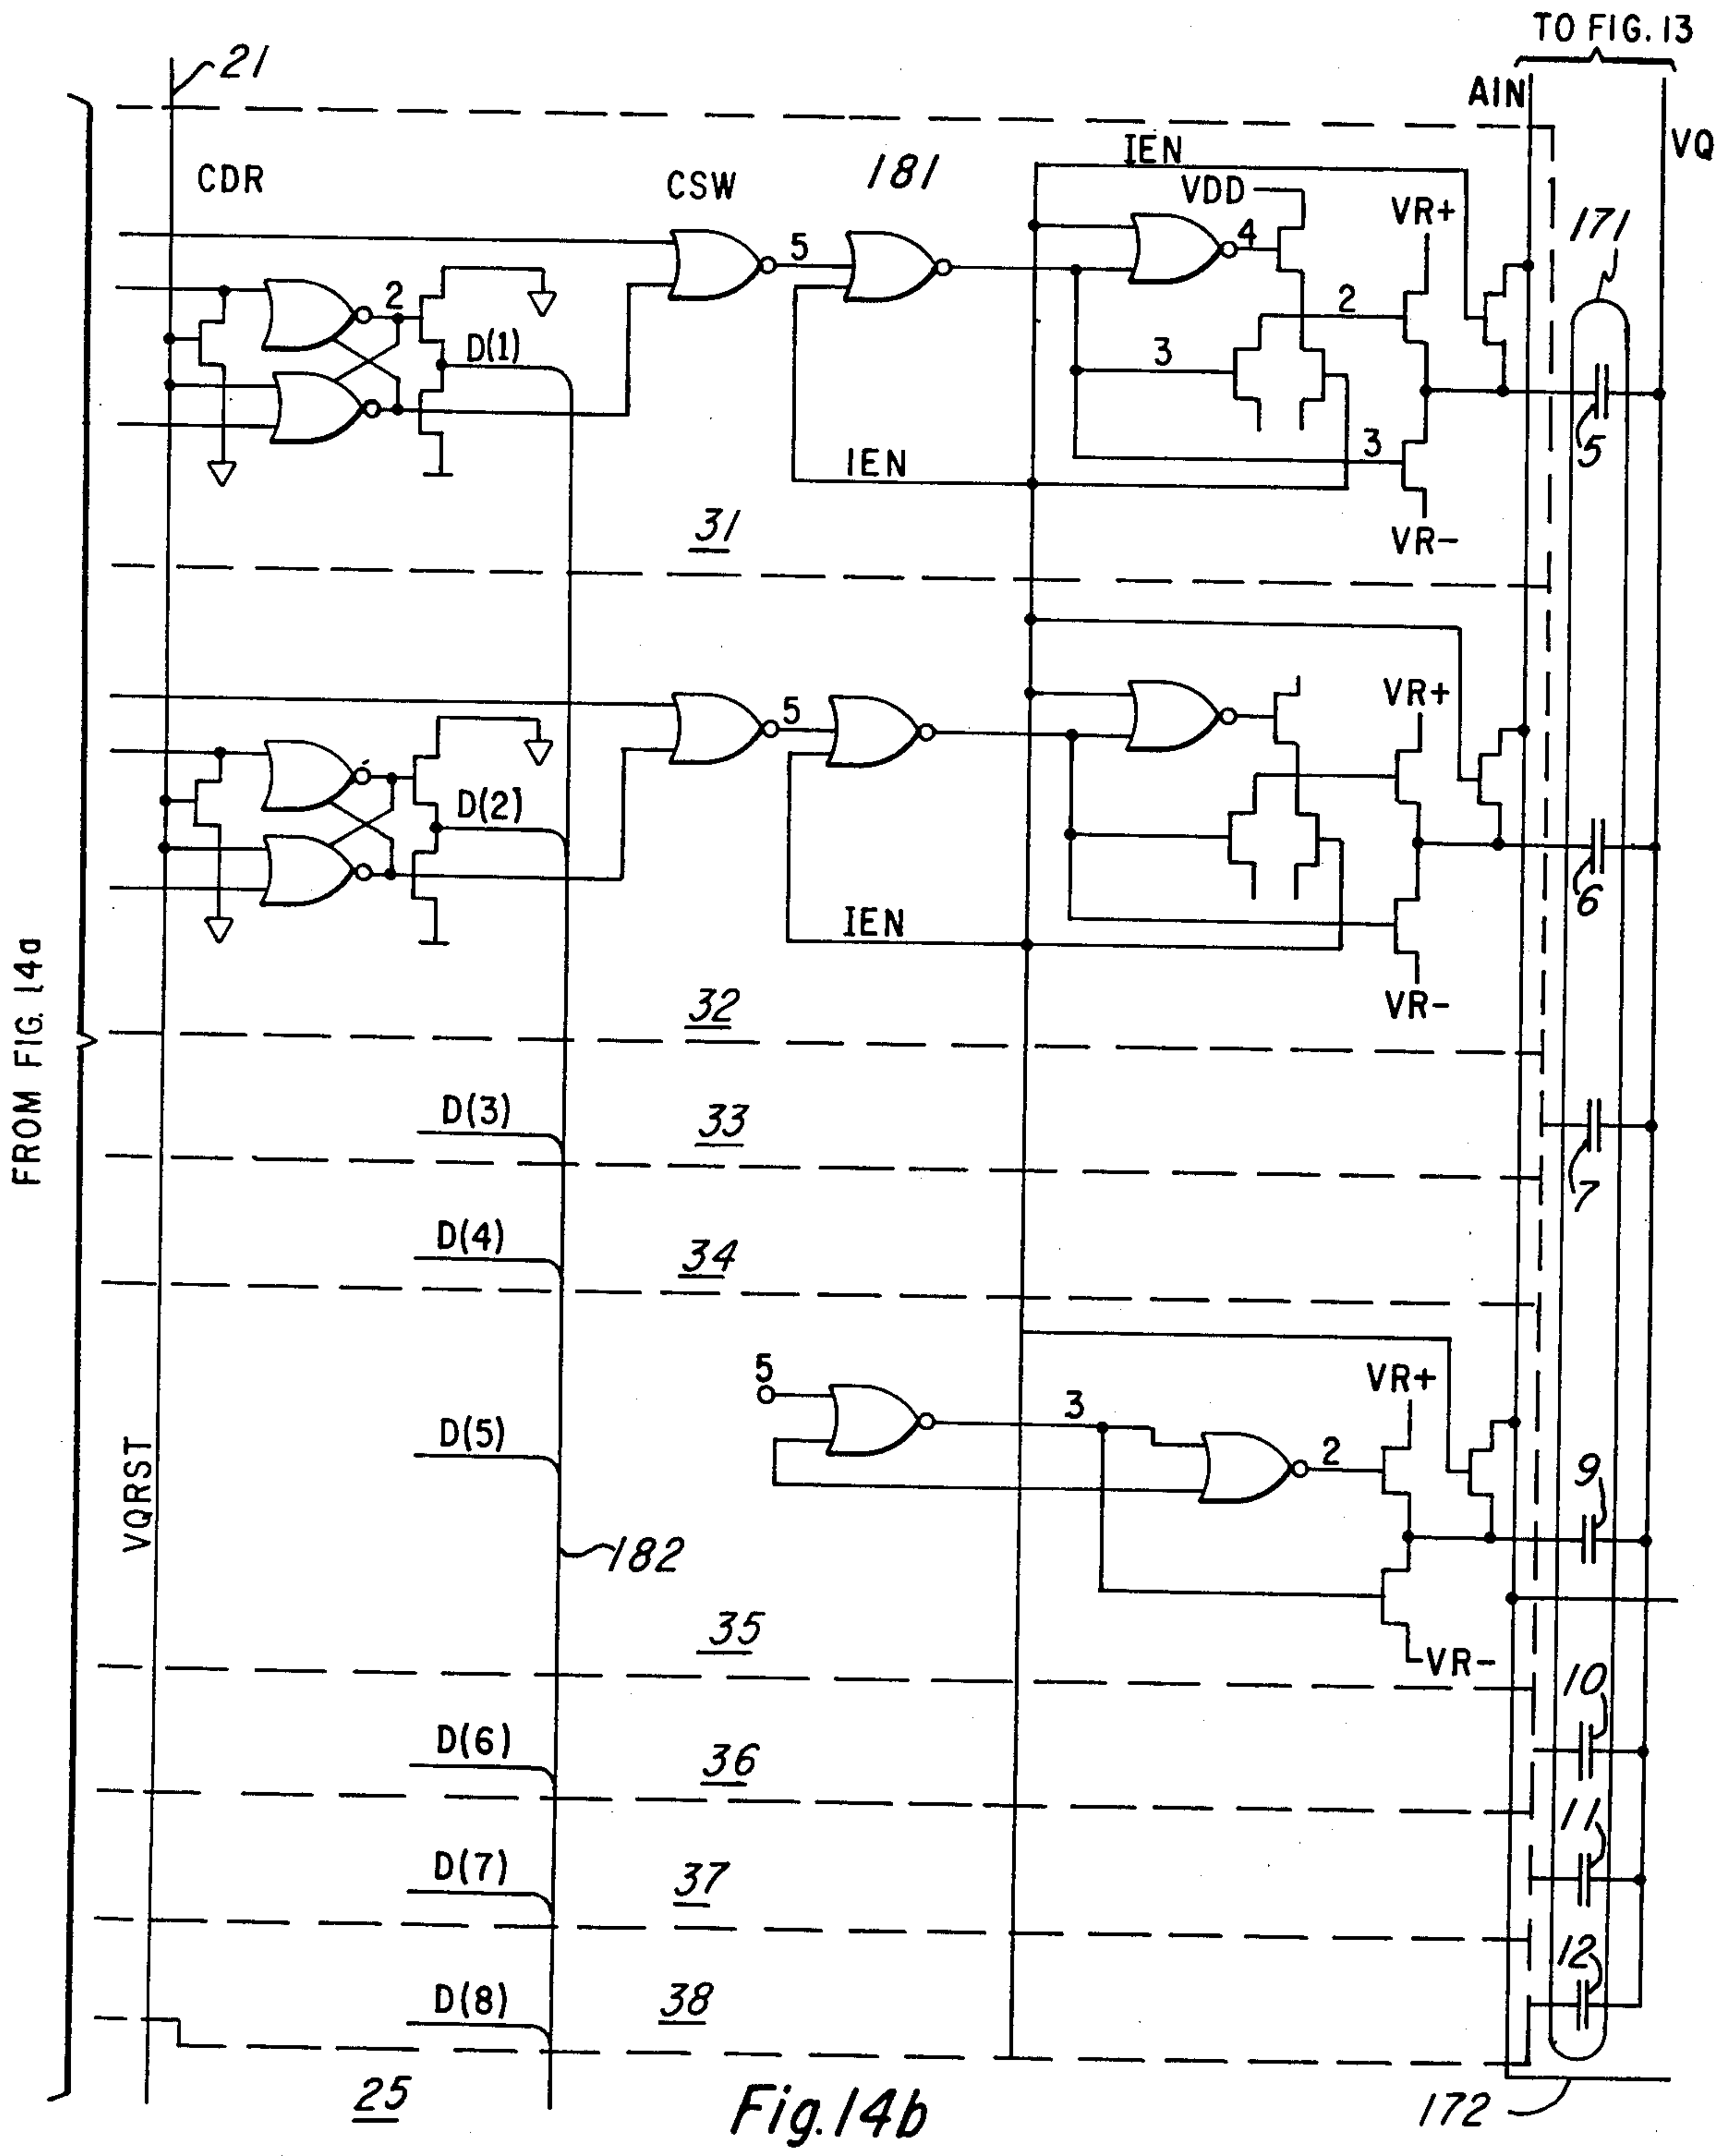 TO FIG. 13
21
AIN
VQ
IEN
CDR
CSW
181
VDD
VR+
171
5
4
2
2
D(1)
3
3
IEN
5
31
VR-
VR+
5
D(2)
6
IEN
32
VR-
FROM FIG. 14a
D(3)
33
7
D(4)
34
5
VR+
3
D(5)
2
9
VQRST
182
35
VR-
10
D(6)
36
11
D(7)
37
12
D(8)
38
25
Fig.14b
172